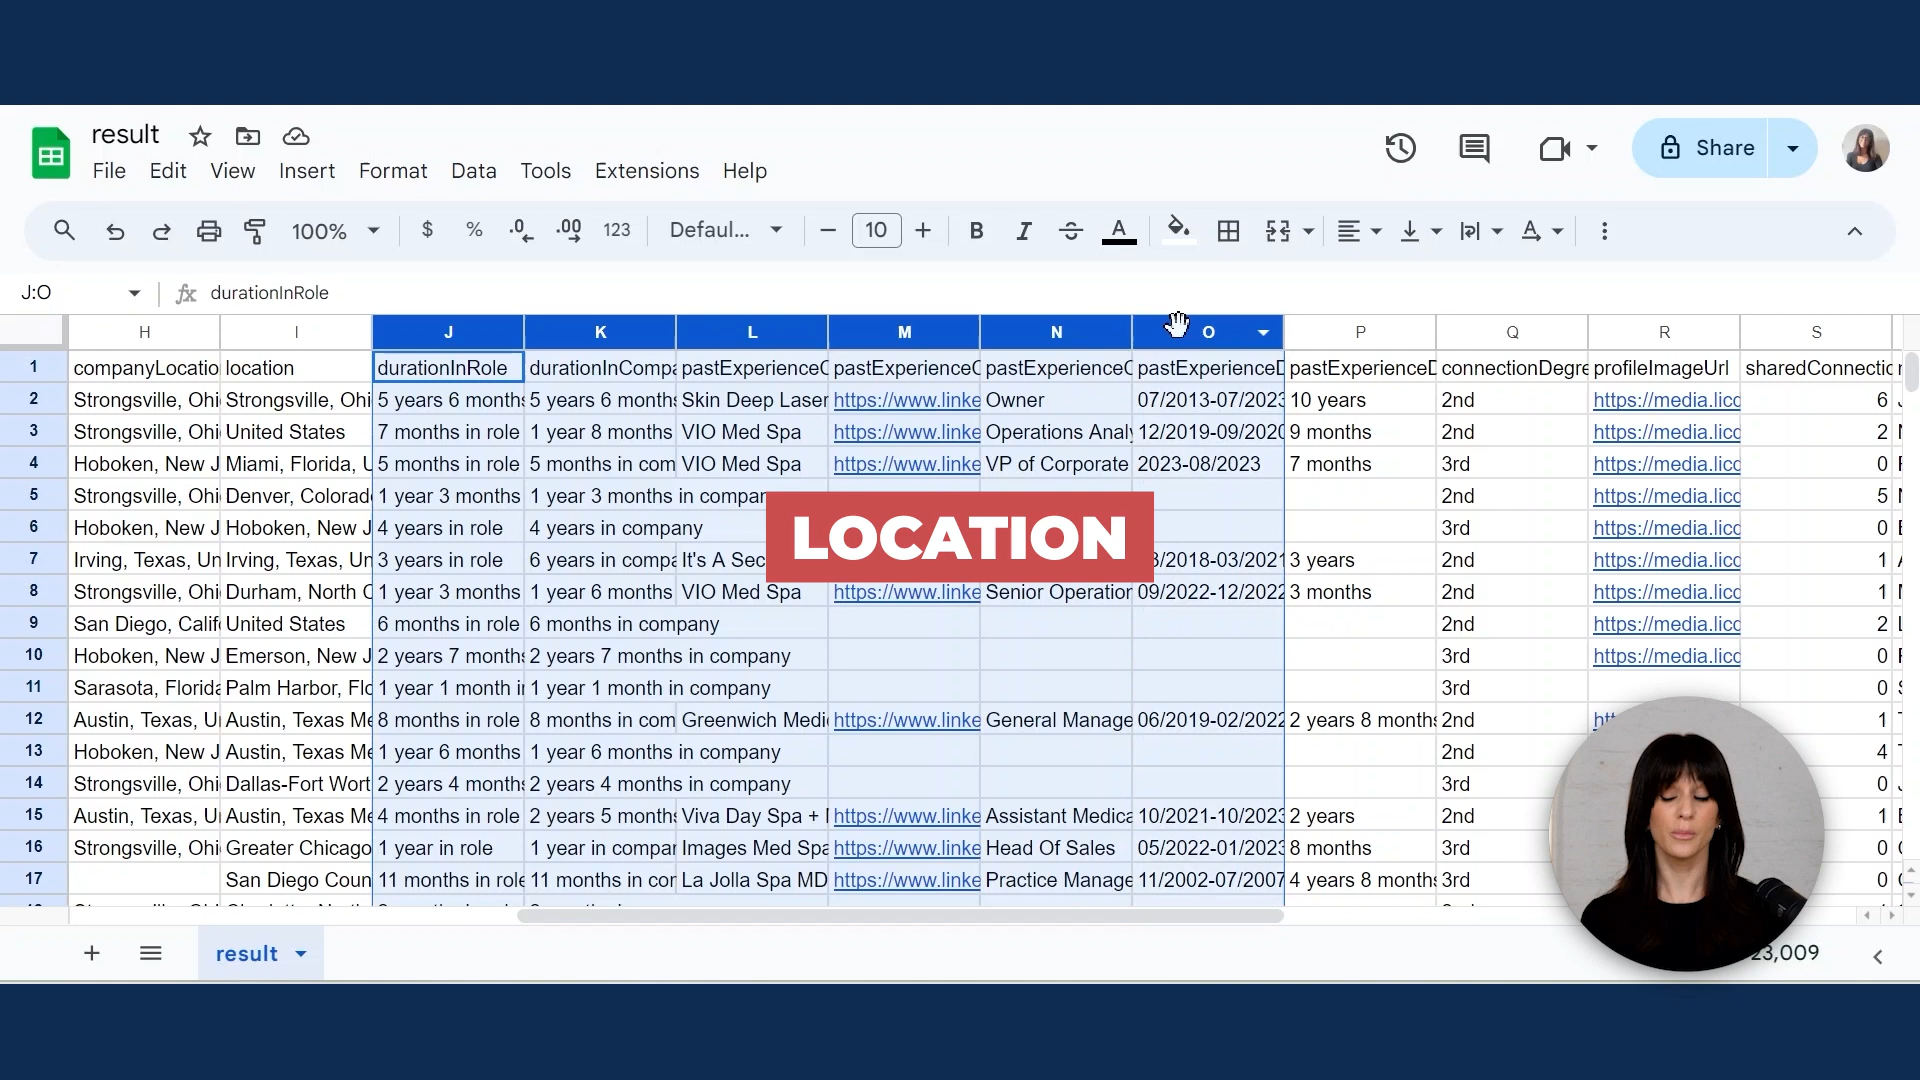 result
File Edit View Insert Format Data Tools Extensions Help
Share
100% $ % .0 .00 123 Defaul... 10 B I A
J:O fx durationInRole
H I J K L M N O P Q R S
1 companyLocatio location durationInRole durationInCompa pastExperienceC pastExperienceC pastExperienceC pastExperienceD pastExperienceD connectionDegre profileImageUrl sharedConnectic
2 Strongsville, Ohi Strongsville, Ohi 5 years 6 months 5 years 6 months Skin Deep Laser https://www.linke Owner 07/2013-07/2023 10 years 2nd https://media.licd 6
3 Strongsville, Ohi United States 7 months in role 1 year 8 months VIO Med Spa https://www.linke Operations Analy 12/2019-09/2020 9 months 2nd https://media.licd 2
4 Hoboken, New J Miami, Florida, U 5 months in role 5 months in com VIO Med Spa https://www.linke VP of Corporate 2023-08/2023 7 months 3rd https://media.licd 0
5 Strongsville, Ohi Denver, Colorad 1 year 3 months 1 year 3 months in compan 2nd https://media.licd 5
6 Hoboken, New J Hoboken, New J 4 years in role 4 years in company 3rd https://media.licd 0
LOCATION
7 Irving, Texas, Un Irving, Texas, Un 3 years in role 6 years in compa It's A Sec 3/2018-03/2021 3 years 2nd https://media.licd 1
8 Strongsville, Ohi Durham, North C 1 year 3 months 1 year 6 months VIO Med Spa https://www.linke Senior Operation 09/2022-12/2022 3 months 2nd https://media.licd 1
9 San Diego, Calif United States 6 months in role 6 months in company 2nd https://media.licd 2
10 Hoboken, New J Emerson, New J 2 years 7 months 2 years 7 months in company 3rd https://media.licd 0
11 Sarasota, Florida Palm Harbor, Flo 1 year 1 month i 1 year 1 month in company 3rd 0
12 Austin, Texas, U Austin, Texas Me 8 months in role 8 months in com Greenwich Medi https://www.linke General Manage 06/2019-02/2022 2 years 8 months 2nd htt 1
13 Hoboken, New J Austin, Texas Me 1 year 6 months 1 year 6 months in company 2nd 4
14 Strongsville, Ohi Dallas-Fort Wort 2 years 4 months 2 years 4 months in company 3rd 0
15 Austin, Texas, U Austin, Texas Me 4 months in role 2 years 5 months Viva Day Spa + https://www.linke Assistant Medica 10/2021-10/2023 2 years 2nd 1
16 Strongsville, Ohi Greater Chicago 1 year in role 1 year in compan Images Med Spa https://www.linke Head Of Sales 05/2022-01/2023 8 months 3rd 0
17 San Diego Coun 11 months in role 11 months in cor La Jolla Spa MD https://www.linke Practice Manage 11/2002-07/2007 4 years 8 months 3rd 0
result 23,009